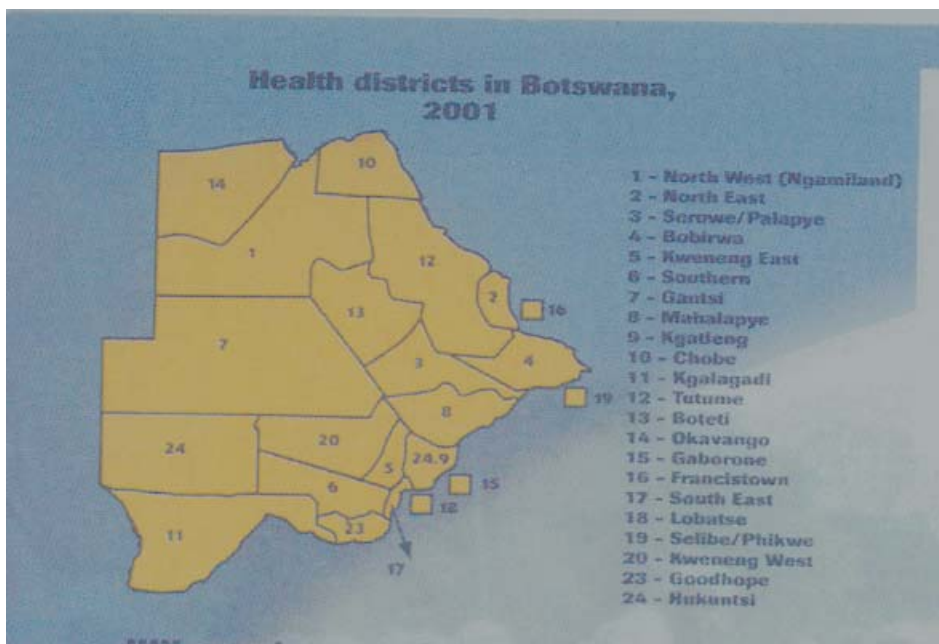 Health districts in Botswana,
2001
14
10
1
12
13
2
16
7
3
4
19
8
24
20
5
24.9
6
15
18
23
11
17
1 - North West (Ngamiland)
2 - North East
3 - Serowe/Palapye
4 - Bobirwa
5 - Kweneng East
6 - Southern
7 - Gantsi
8 - Mahalapye
9 - Kgatleng
10 - Chobe
11 - Kgalagadi
12 - Tutume
13 - Boteti
14 - Okavango
15 - Gaborone
16 - Francistown
17 - South East
18 - Lobatse
19 - Selibe/Phikwe
20 - Kweneng West
23 - Goodhope
24 - Hukuntsi